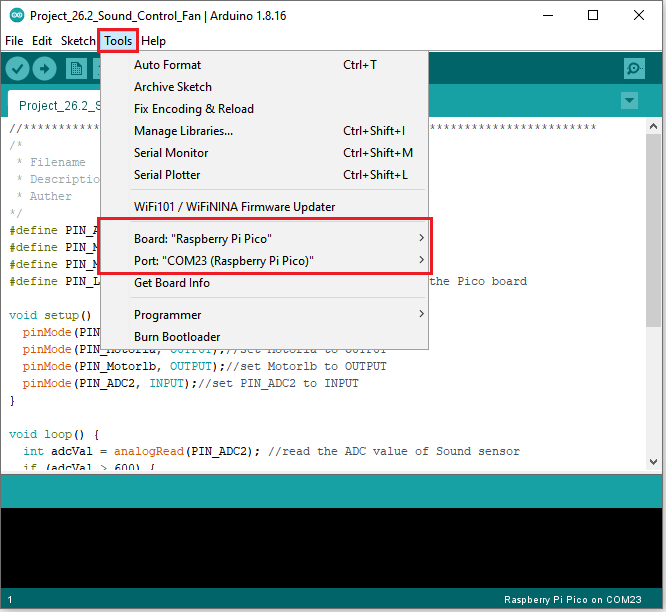 Project_26.2_Sound_Control_Fan | Arduino 1.8.16
File Edit Sketch Tools Help
Auto Format Ctrl+T
Archive Sketch
Fix Encoding & Reload
Manage Libraries... Ctrl+Shift+I
Serial Monitor Ctrl+Shift+M
Serial Plotter Ctrl+Shift+L
WiFi101 / WiFiNINA Firmware Updater
Board: "Raspberry Pi Pico"
Port: "COM23 (Raspberry Pi Pico)"
Get Board Info
Programmer
Burn Bootloader
Project_26.2_S
//***********
************************
/*
* Filename
* Descriptio
* Auther
*/
#define PIN_A
#define PIN_M
#define PIN_M
#define PIN_L the Pico board
void setup()
pinMode(PIN_
pinMode(PIN_MotorIa, OUTPUT);//set MotorIa to OUTPUT
pinMode(PIN_Motorlb, OUTPUT);//set Motorlb to OUTPUT
pinMode(PIN_ADC2, INPUT);//set PIN_ADC2 to INPUT
}
void loop() {
int adcVal = analogRead(PIN_ADC2); //read the ADC value of Sound sensor
if (adcVal > 600) {
1 Raspberry Pi Pico on COM23